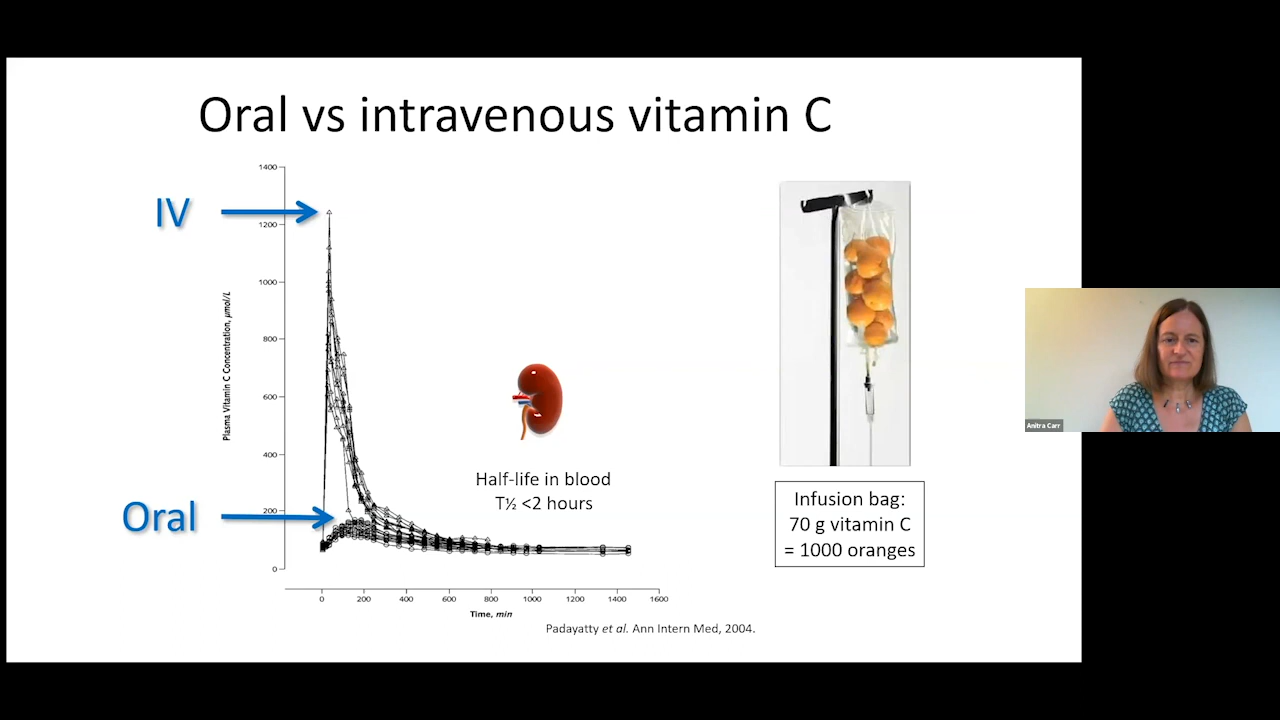 Oral vs intravenous vitamin C
IV
Oral
Plasma Vitamin C Concentration, µmol/L
1400
1200
1000
800
600
400
200
0
0 200 400 600 800 1000 1200 1400 1600
Time, min
Half-life in blood
T½ <2 hours
Padayatty et al. Ann Intern Med, 2004.
Infusion bag:
70 g vitamin C
= 1000 oranges
Anitra Carr